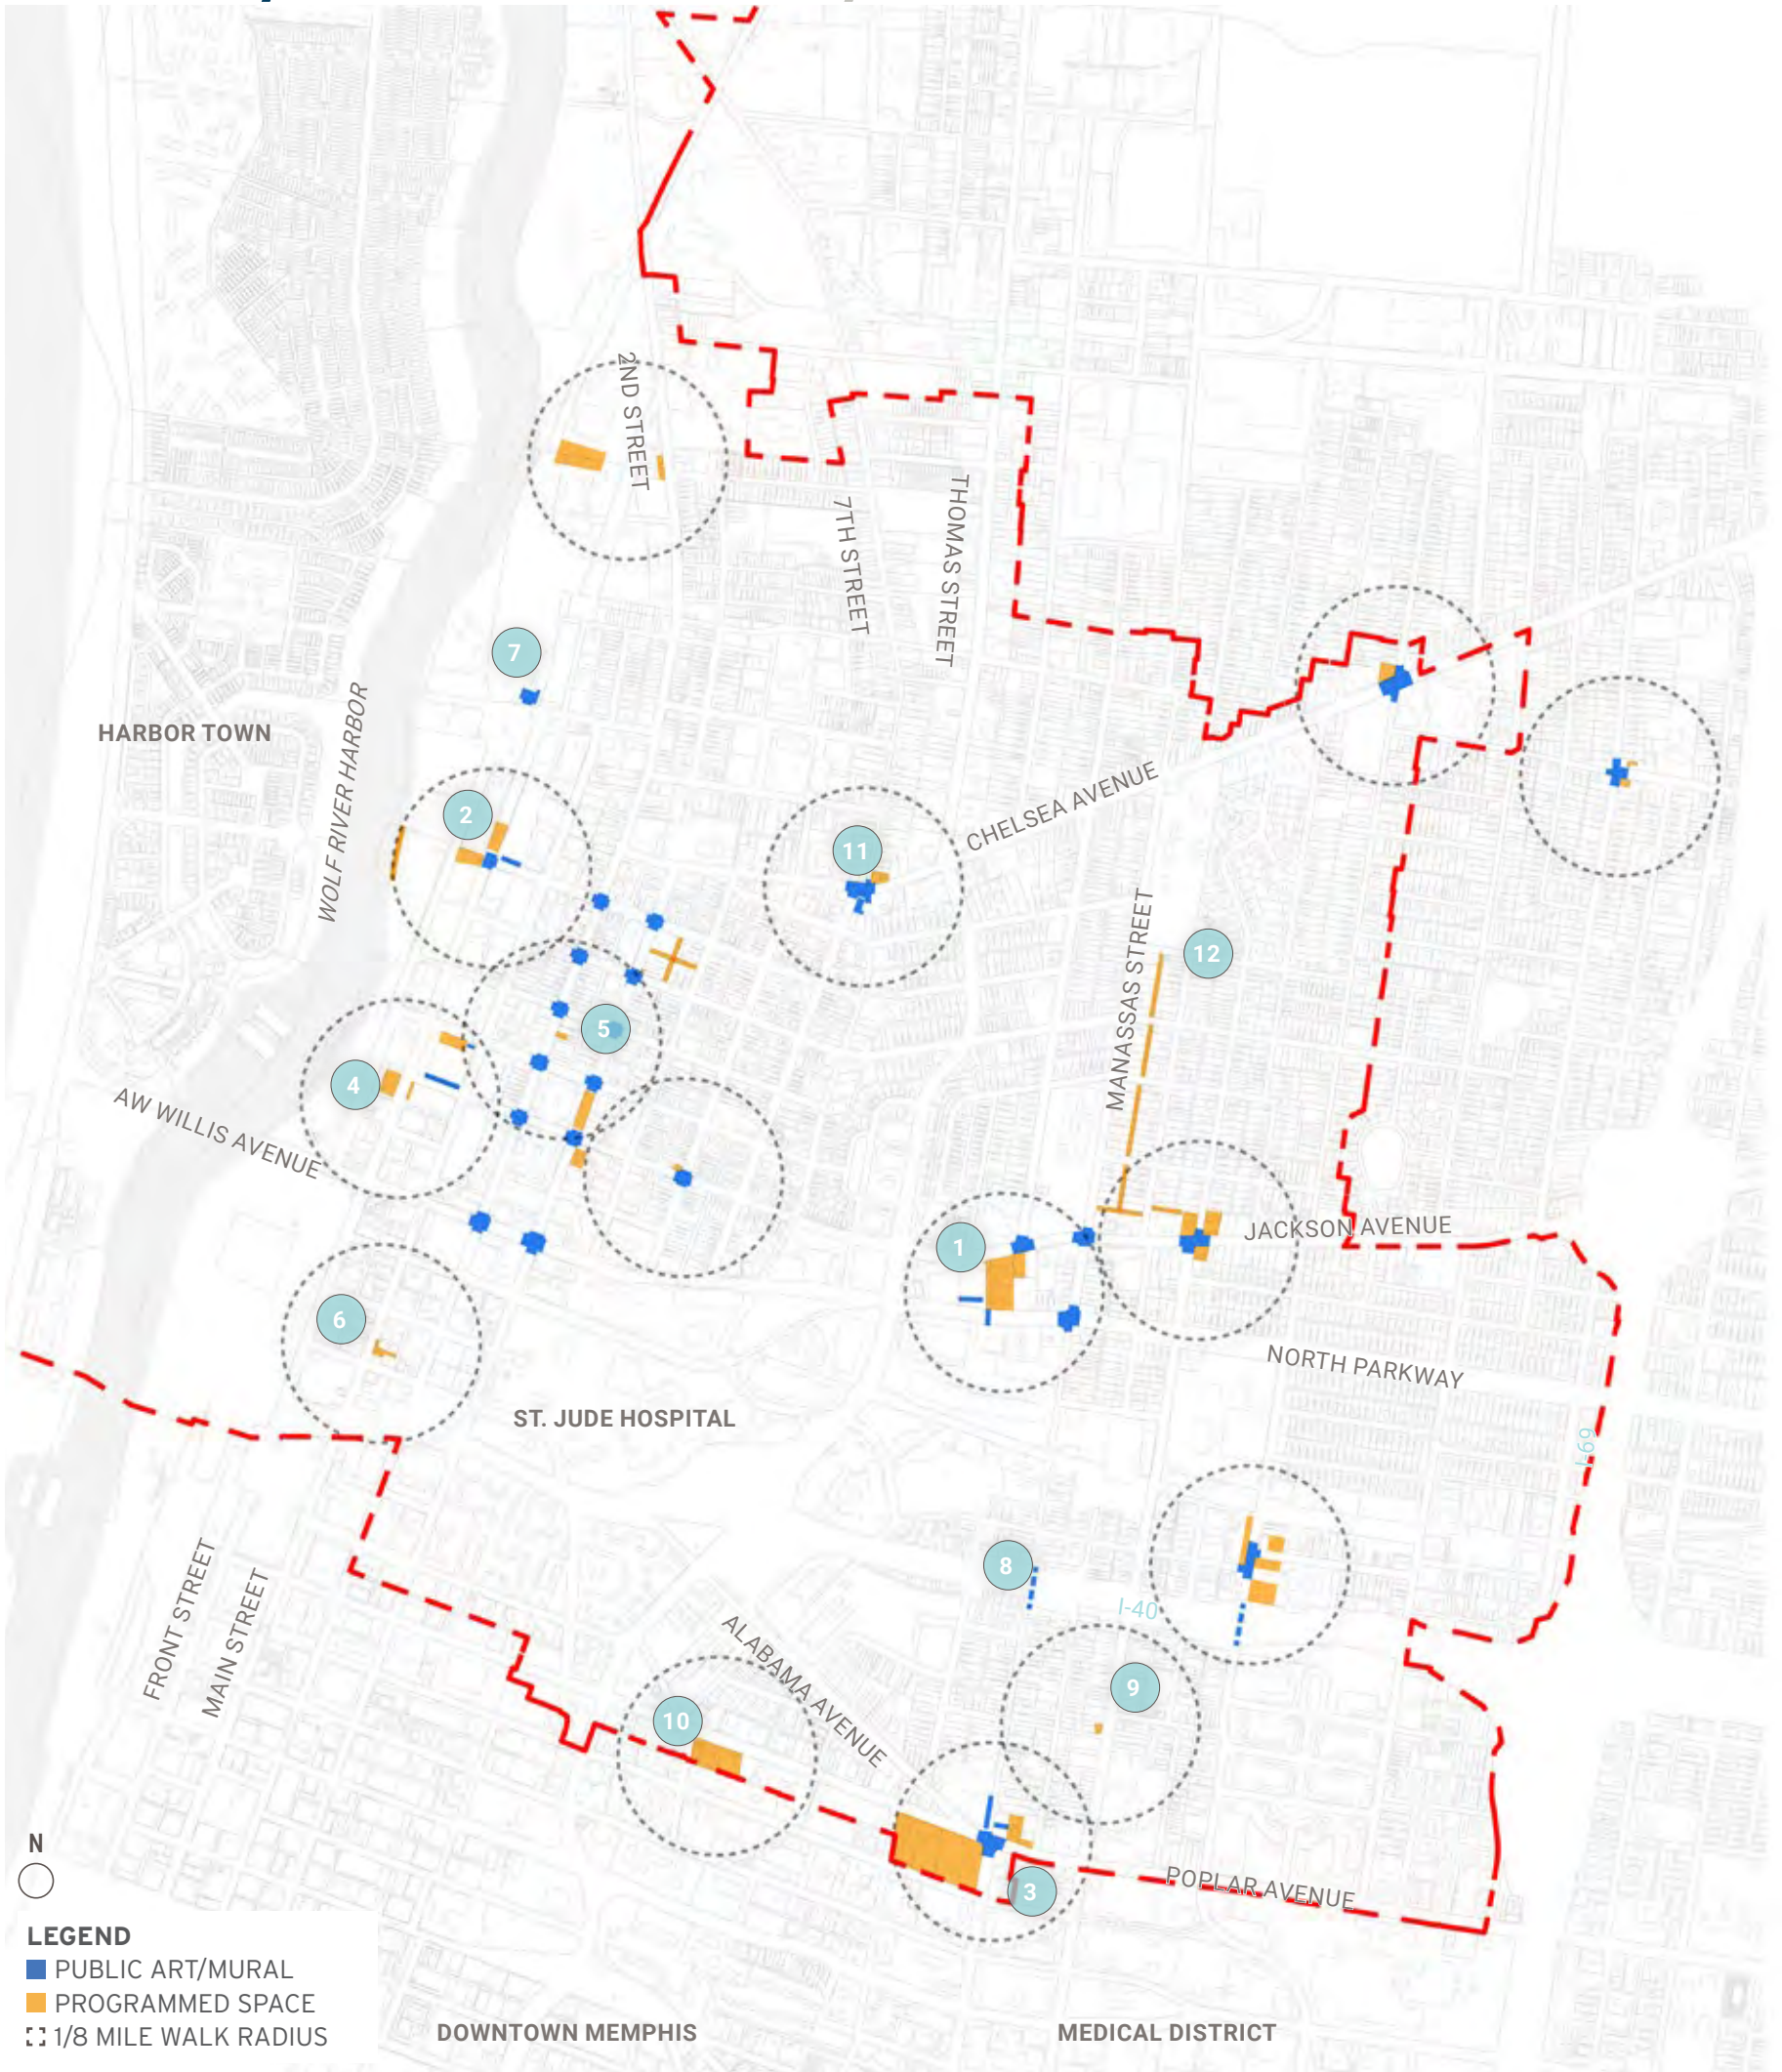 2ND STREET
7TH STREET
THOMAS STREET
7
HARBOR TOWN
WOLF RIVER HARBOR
2
11
CHELSEA AVENUE
MANASSAS STREET
12
5
4
AW WILLIS AVENUE
1
JACKSON AVENUE
6
NORTH PARKWAY
ST. JUDE HOSPITAL
I-69
FRONT STREET
MAIN STREET
8
I-40
ALABAMA AVENUE
9
10
3
POPLAR AVENUE
N
LEGEND
PUBLIC ART/MURAL
PROGRAMMED SPACE
1/8 MILE WALK RADIUS
DOWNTOWN MEMPHIS
MEDICAL DISTRICT